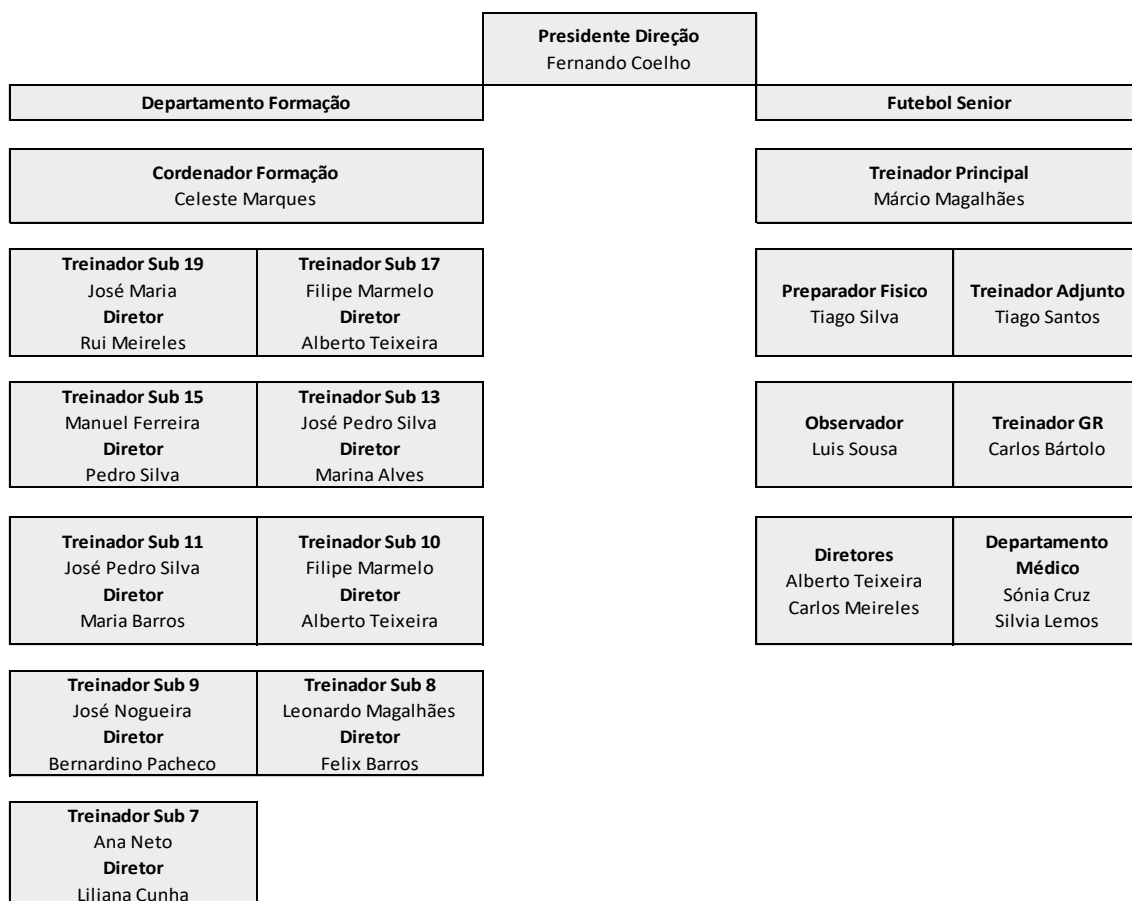 Presidente Direção
Fernando Coelho
Departamento Formação
Futebol Senior
Cordenador Formação
Celeste Marques
Treinador Principal
Márcio Magalhães
Treinador Sub 19
José Maria
Diretor
Rui Meireles
Treinador Sub 17
Filipe Marmelo
Diretor
Alberto Teixeira
Preparador Fisico
Tiago Silva
Treinador Adjunto
Tiago Santos
Treinador Sub 15
Manuel Ferreira
Diretor
Pedro Silva
Treinador Sub 13
José Pedro Silva
Diretor
Marina Alves
Observador
Luis Sousa
Treinador GR
Carlos Bártolo
Treinador Sub 11
José Pedro Silva
Diretor
Maria Barros
Treinador Sub 10
Filipe Marmelo
Diretor
Alberto Teixeira
Diretores
Alberto Teixeira
Carlos Meireles
Departamento
Médico
Sónia Cruz
Silvia Lemos
Treinador Sub 9
José Nogueira
Diretor
Bernardino Pacheco
Treinador Sub 8
Leonardo Magalhães
Diretor
Felix Barros
Treinador Sub 7
Ana Neto
Diretor
Liliana Cunha